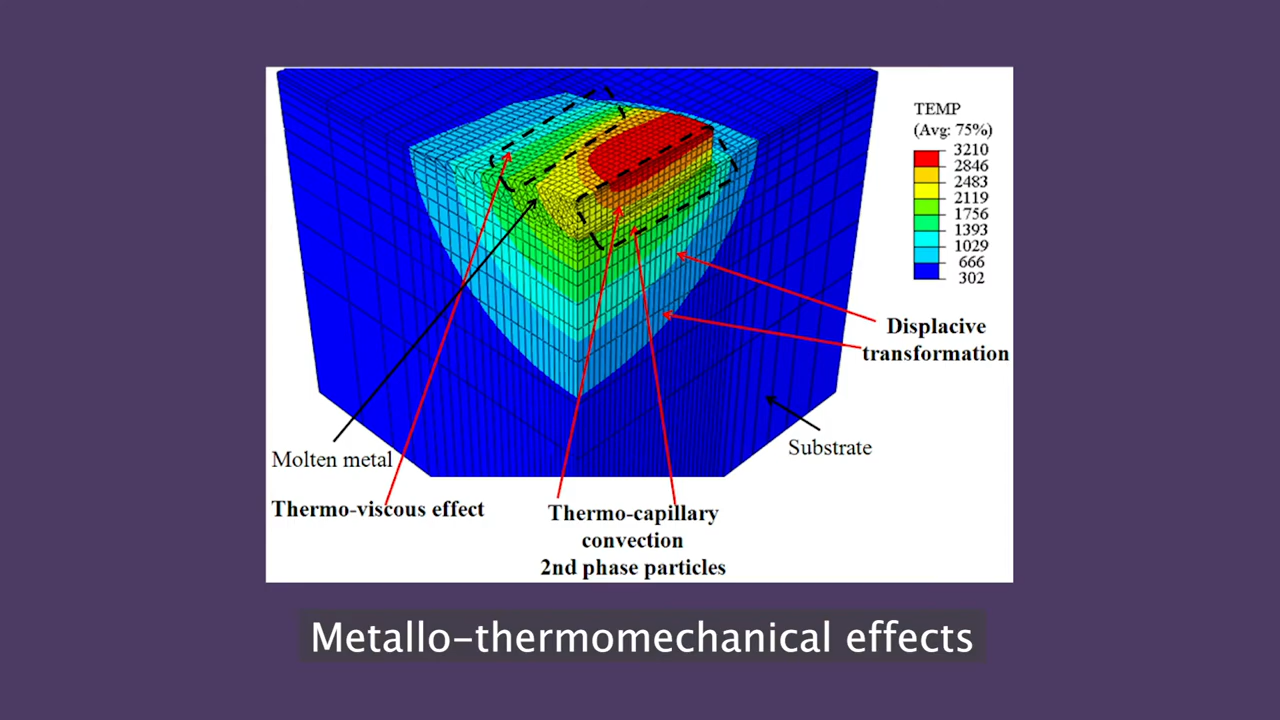 TEMP
(Avg: 75%)
3210
2846
2483
2119
1756
1393
1029
666
302
Displacive
transformation
Substrate
Molten metal
Thermo-viscous effect
Thermo-capillary
convection
2nd phase particles
Metallo-thermomechanical effects